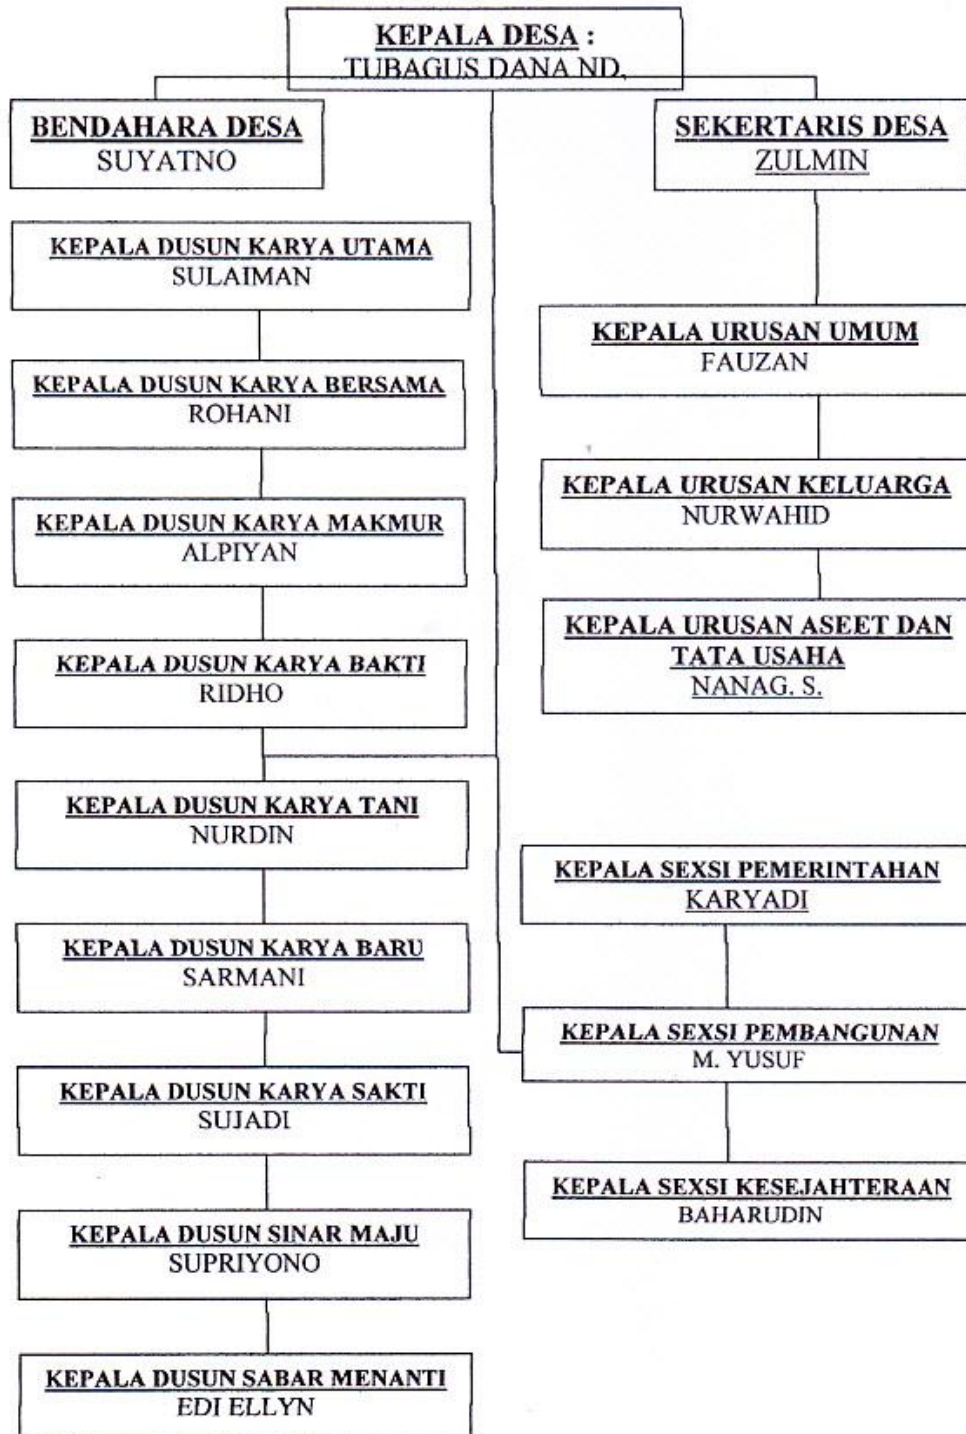 KEPALA DESA :
TUBAGUS DANA ND.
BENDAHARA DESA
SUYATNO
SEKERTARIS DESA
ZULMIN
KEPALA DUSUN KARYA UTAMA
SULAIMAN
KEPALA DUSUN KARYA BERSAMA
ROHANI
KEPALA DUSUN KARYA MAKMUR
ALPIYAN
KEPALA DUSUN KARYA BAKTI
RIDHO
KEPALA DUSUN KARYA TANI
NURDIN
KEPALA DUSUN KARYA BARU
SARMANI
KEPALA DUSUN KARYA SAKTI
SUJADI
KEPALA DUSUN SINAR MAJU
SUPRIYONO
KEPALA DUSUN SABAR MENANTI
EDI ELLYN
KEPALA URUSAN UMUM
FAUZAN
KEPALA URUSAN KELUARGA
NURWAHID
KEPALA URUSAN ASEET DAN
TATA USAHA
NANAG. S.
KEPALA SEXSI PEMERINTAHAN
KARYADI
KEPALA SEXSI PEMBANGUNAN
M. YUSUF
KEPALA SEXSI KESEJAHTERAAN
BAHARUDIN